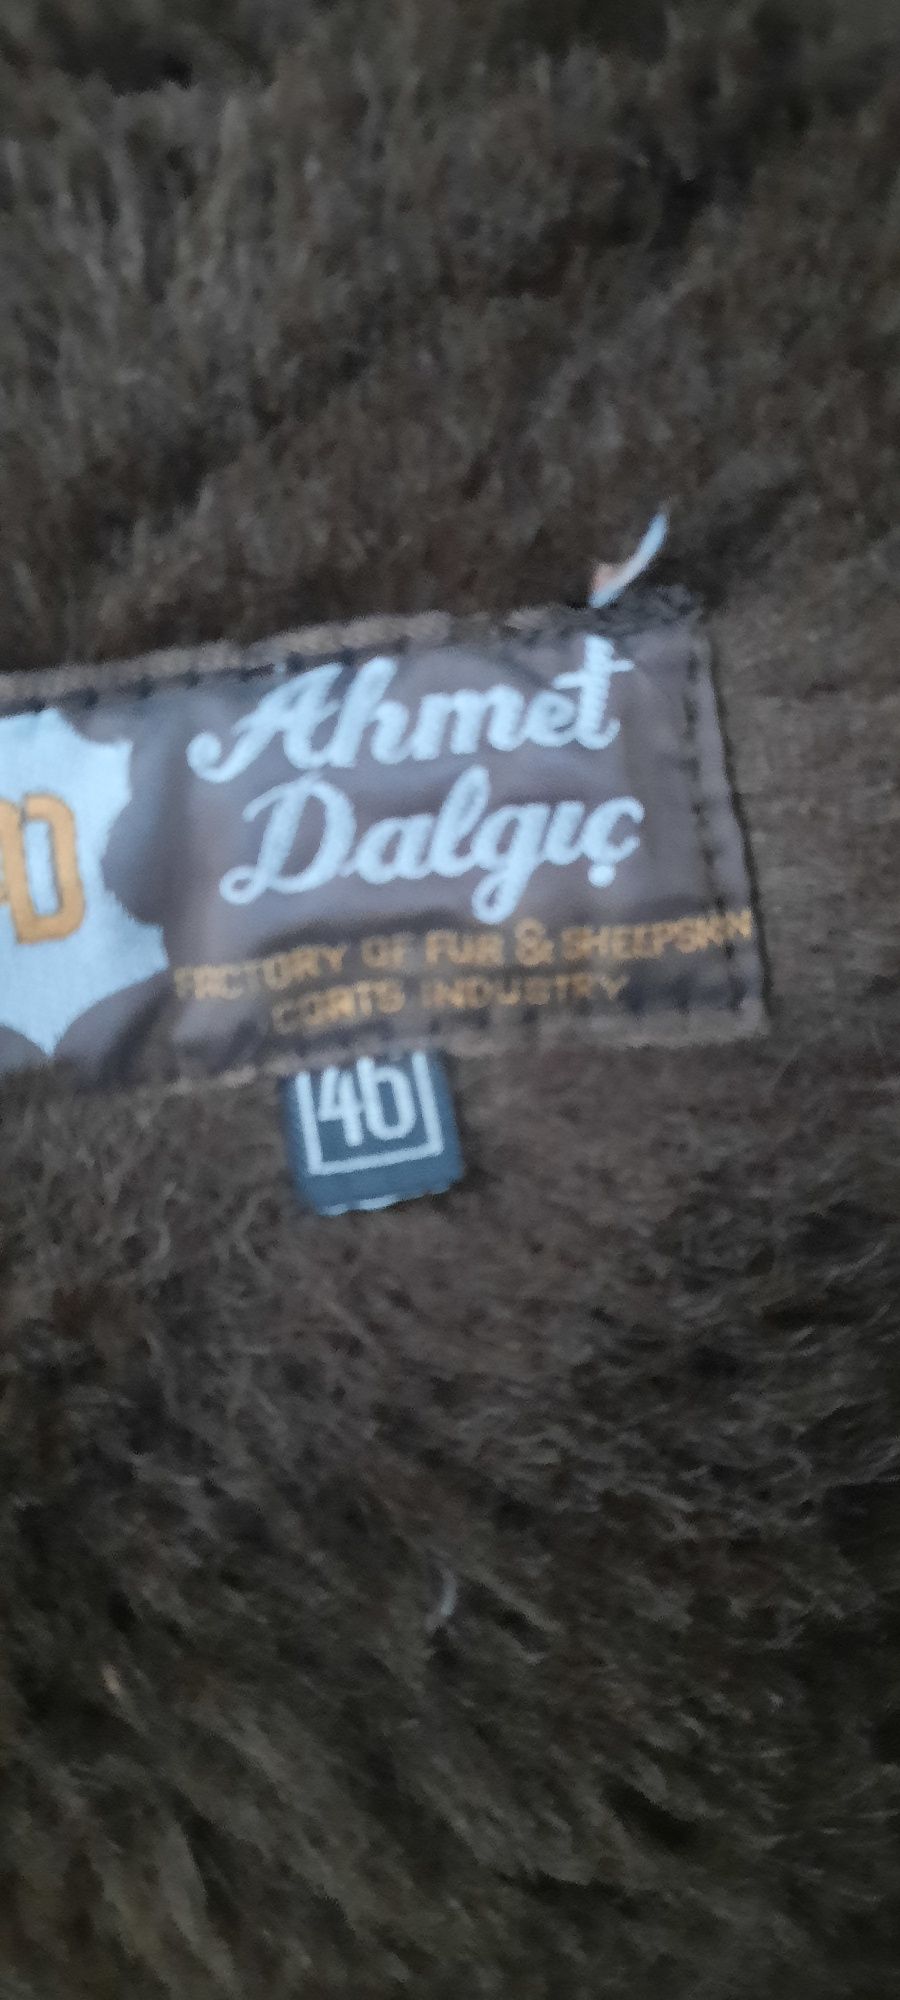 AD
Ahmet
Dalgıç
FACTORY OF FUR & SHEEPSKIN
COATS INDUSTRY
46